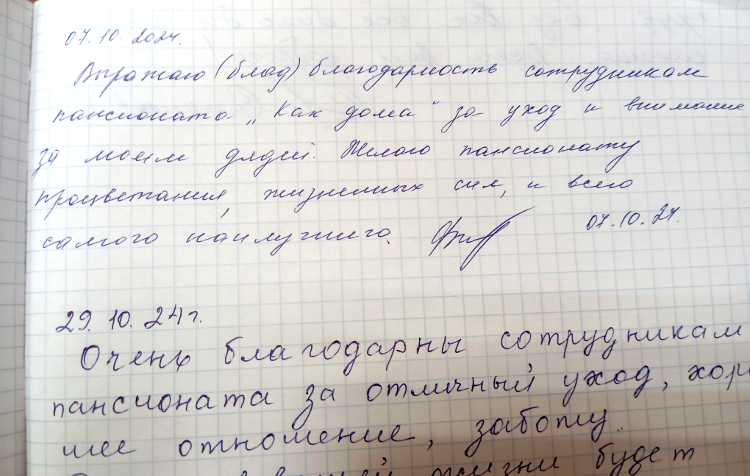 07.10.2024.
Выражаю (благ) благодарность сотрудникам
пансионата "Как дома" за уход и внимание
за моим дядей. Желаю пансионату
процветания, жизненных сил, и всего
самого наилучшего. 07.10.24.
29.10.24г.
Очень благодарны сотрудникам
пансионата за отличный уход, хоро
шее отношение, заботу.
жизни будет